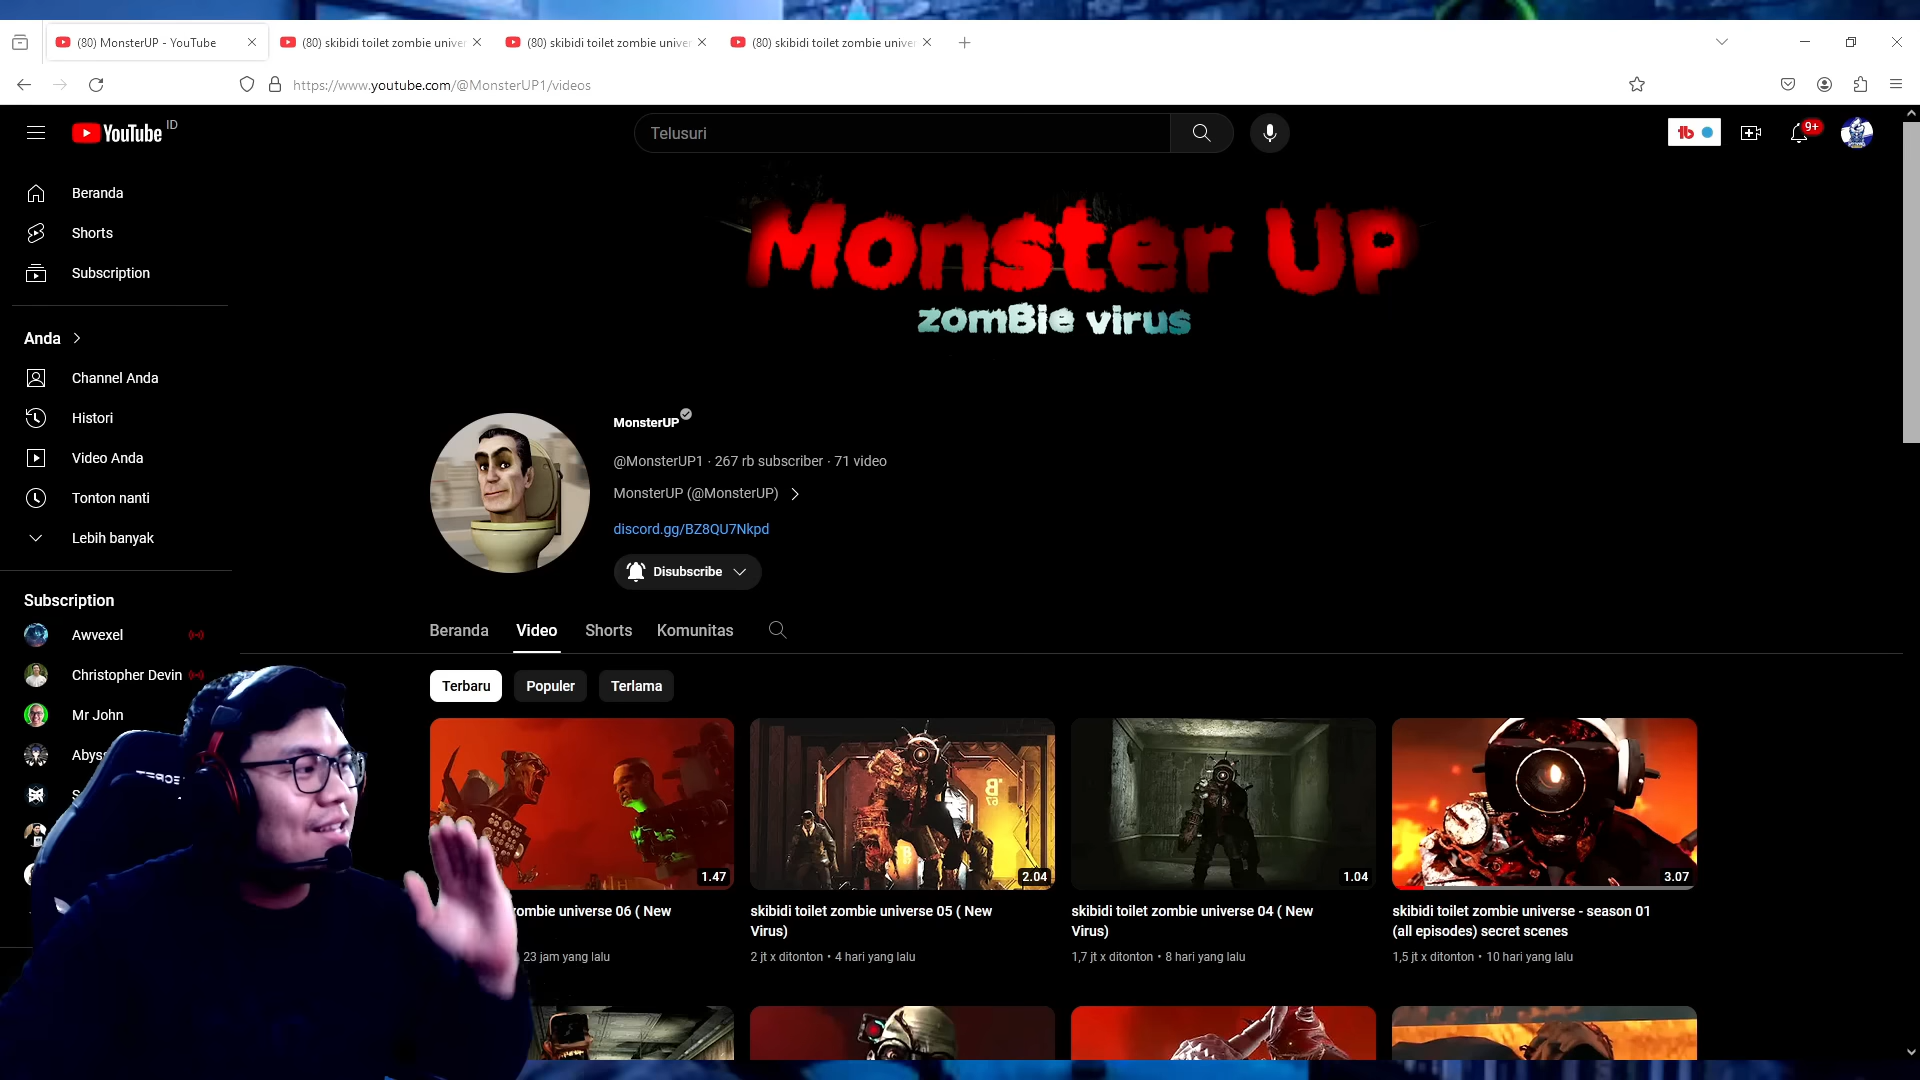 (80) MonsterUP - YouTube
(80) skibidi toilet zombie univer
(80) skibidi toilet zombie univer
(80) skibidi toilet zombie univer
https://www.youtube.com/@MonsterUP1/videos
YouTube ID
Telusuri
9+
Beranda
Shorts
Subscription
Anda
Channel Anda
Histori
Video Anda
Tonton nanti
Lebih banyak
Subscription
Awvexel
Christopher Devin
Mr John
Monster UP
zomBie virus
MonsterUP
@MonsterUP1 · 267 rb subscriber · 71 video
MonsterUP (@MonsterUP)
discord.gg/BZ8QU7Nkpd
Disubscribe
Beranda Video Shorts Komunitas
Terbaru Populer Terlama
1.47
2.04
1.04
3.07
zombie universe 06 ( New
23 jam yang lalu
skibidi toilet zombie universe 05 ( New
Virus)
2 jt x ditonton • 4 hari yang lalu
skibidi toilet zombie universe 04 ( New
Virus)
1,7 jt x ditonton • 8 hari yang lalu
skibidi toilet zombie universe - season 01
(all episodes) secret scenes
1,5 jt x ditonton • 10 hari yang lalu